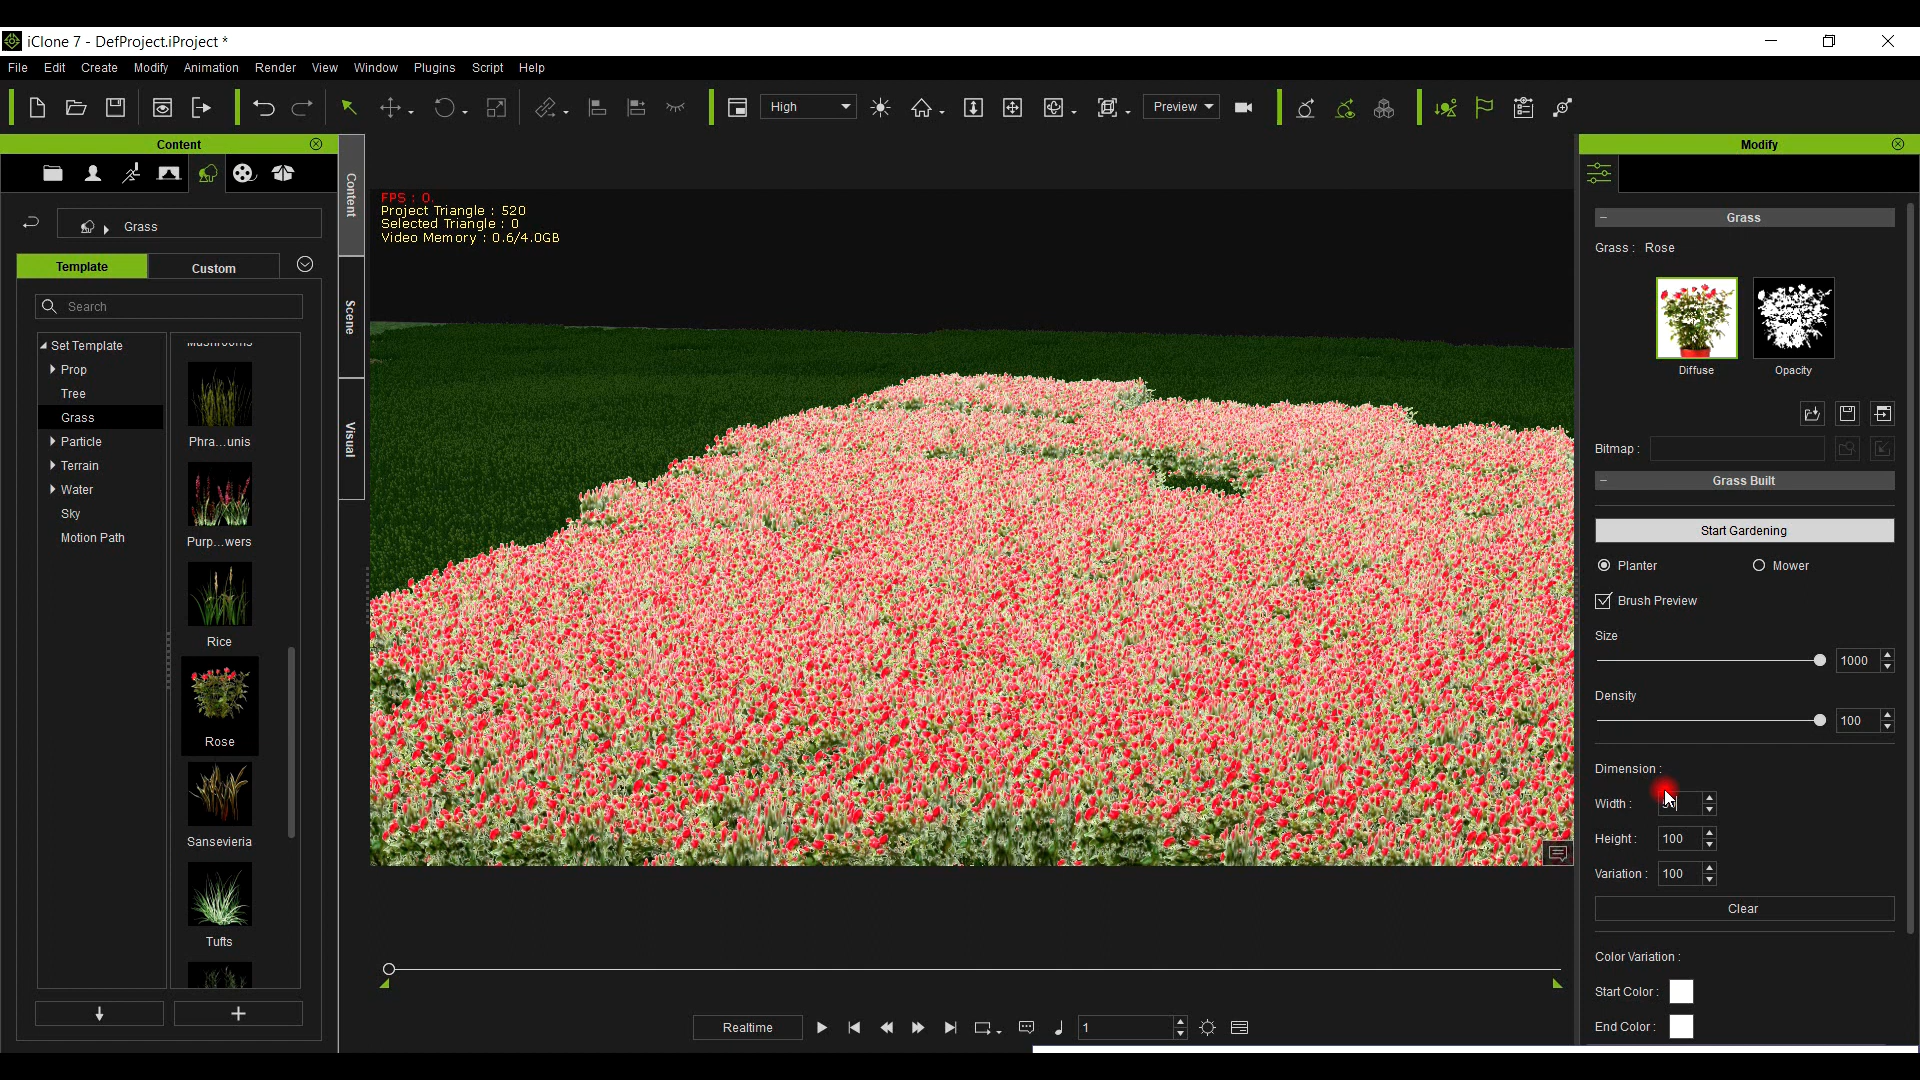 iClone 7 - DefProject.iProject *
File Edit Create Modify Animation Render View Window Plugins Script Help
High
Preview
Content
Modify
Grass
Template
Custom
Search
Set Template
Prop
Tree
Grass
Particle
Terrain
Water
Sky
Motion Path
Phra...unis
Purp...wers
Rice
Rose
Sansevieria
Tufts
Content
Scene
Visual
FPS : 0.
Project Triangle : 520
Selected Triangle : 0
Video Memory : 0.6/4.0GB
Realtime
1
Grass
Grass : Rose
Diffuse
Opacity
Bitmap :
Grass Built
Start Gardening
Planter
Mower
Brush Preview
Size
1000
Density
100
Dimension :
Width :
Height : 100
Variation : 100
Clear
Color Variation :
Start Color :
End Color :